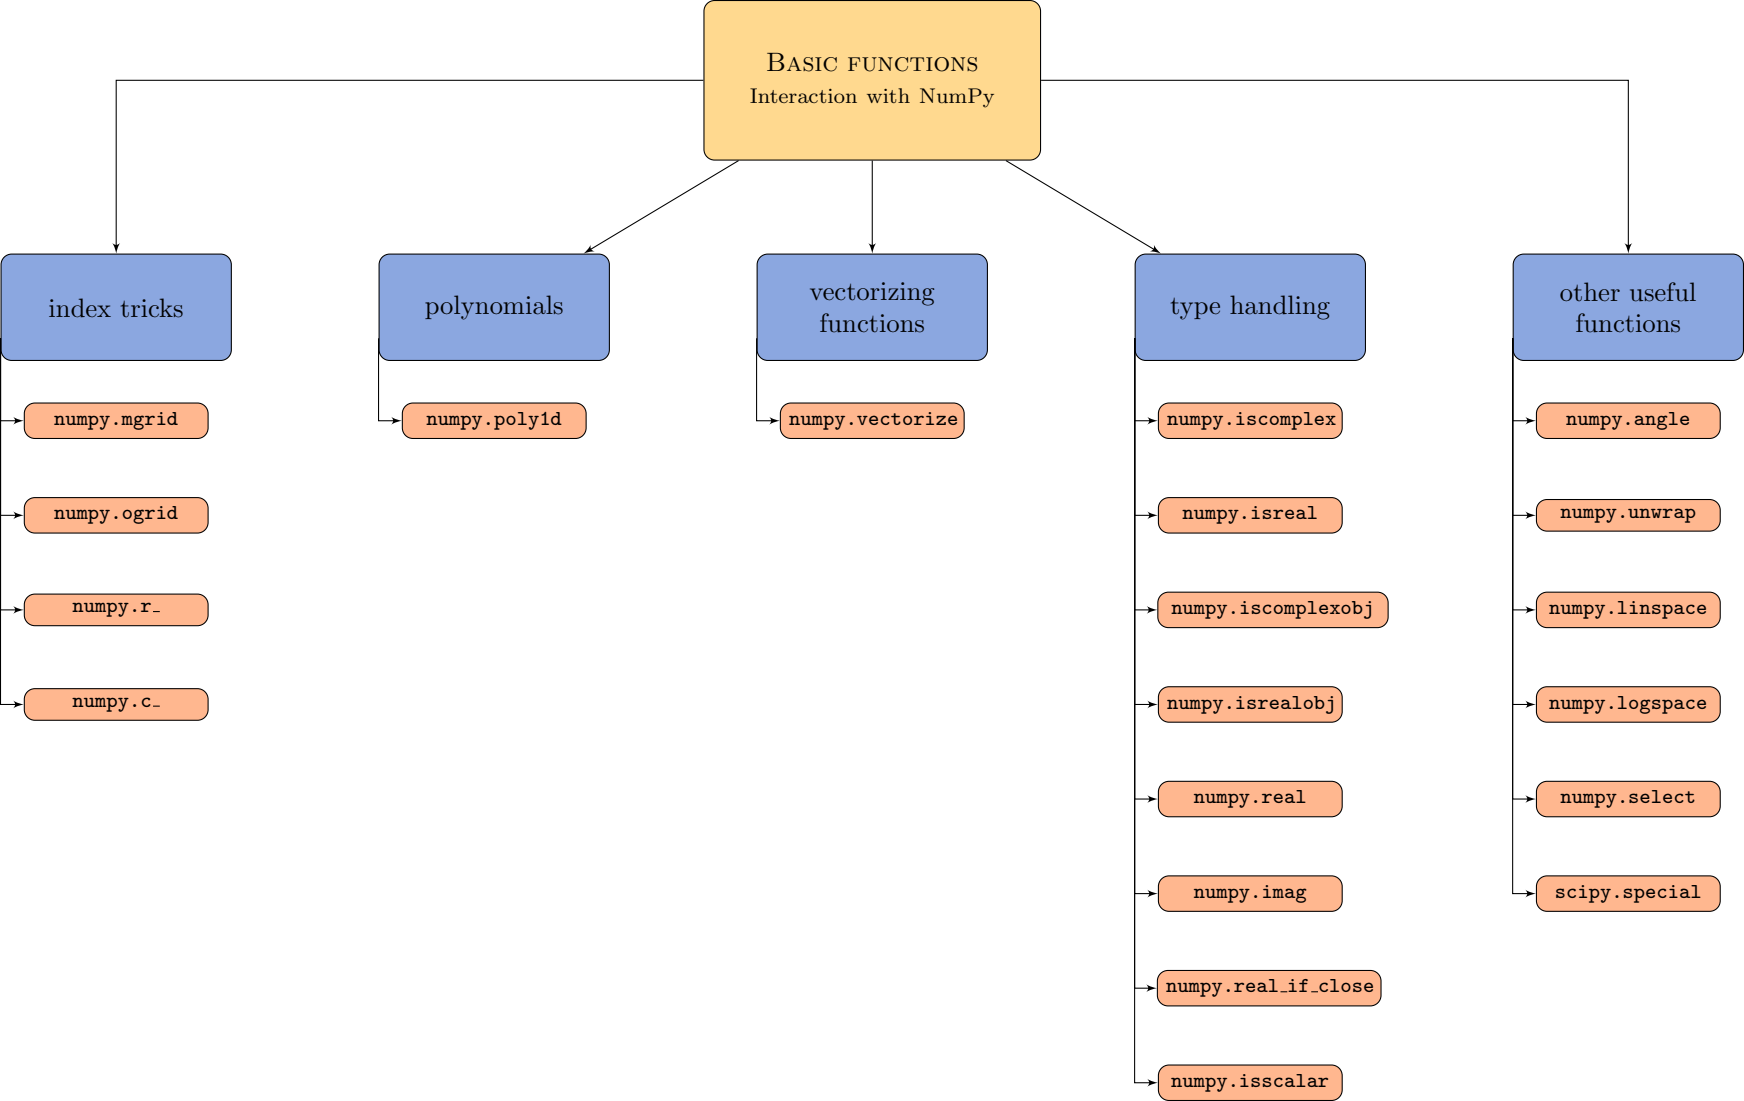 BASIC FUNCTIONS
Interaction with NumPy
index tricks
numpy.mgrid
numpy.ogrid
numpy.r_
numpy.c_
polynomials
numpy.poly1d
vectorizing
functions
numpy.vectorize
type handling
numpy.iscomplex
numpy.isreal
numpy.iscomplexobj
numpy.isrealobj
numpy.real
numpy.imag
numpy.real_if_close
numpy.isscalar
other useful
functions
numpy.angle
numpy.unwrap
numpy.linspace
numpy.logspace
numpy.select
scipy.special